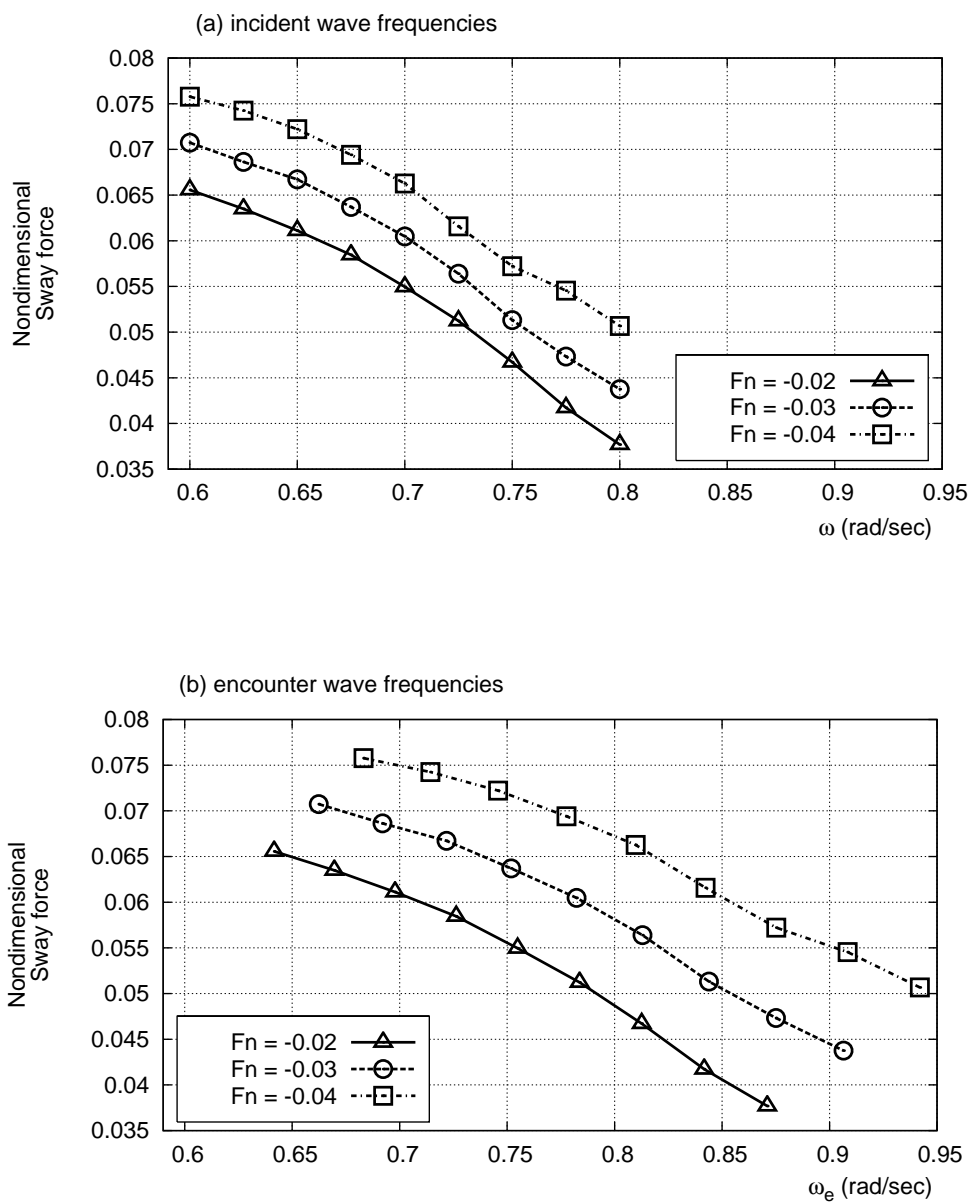 (a) incident wave frequencies
0.08
0.075
0.07
0.065
0.06
0.055
0.05
0.045
0.04
0.035
Nondimensional
Sway force
Fn = -0.02
Fn = -0.03
Fn = -0.04
0.6 0.65 0.7 0.75 0.8 0.85 0.9 0.95
ω (rad/sec)
(b) encounter wave frequencies
0.08
0.075
0.07
0.065
0.06
0.055
0.05
0.045
0.04
0.035
Nondimensional
Sway force
Fn = -0.02
Fn = -0.03
Fn = -0.04
0.6 0.65 0.7 0.75 0.8 0.85 0.9 0.95
ωe (rad/sec)